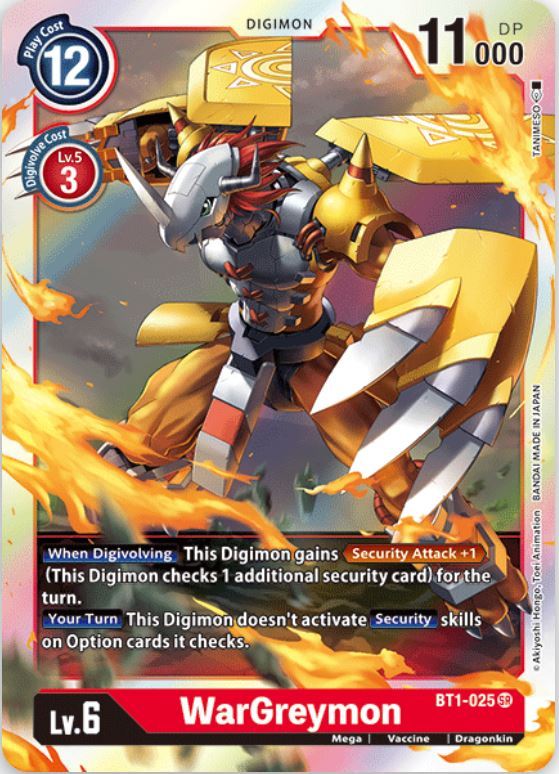 DIGIMON
Play Cost
12
11000
DP
Digivolve Cost
Lv.5
3
TANIMESO
When Digivolving This Digimon gains Security Attack +1
(This Digimon checks 1 additional security card) for the
turn.
Your Turn This Digimon doesn't activate Security skills
on Option cards it checks.
© Akiyoshi Hongo, Toei Animation BANDAI MADE IN JAPAN
Lv.6
WarGreymon
BT1-025 SR
Mega | Vaccine | Dragonkin